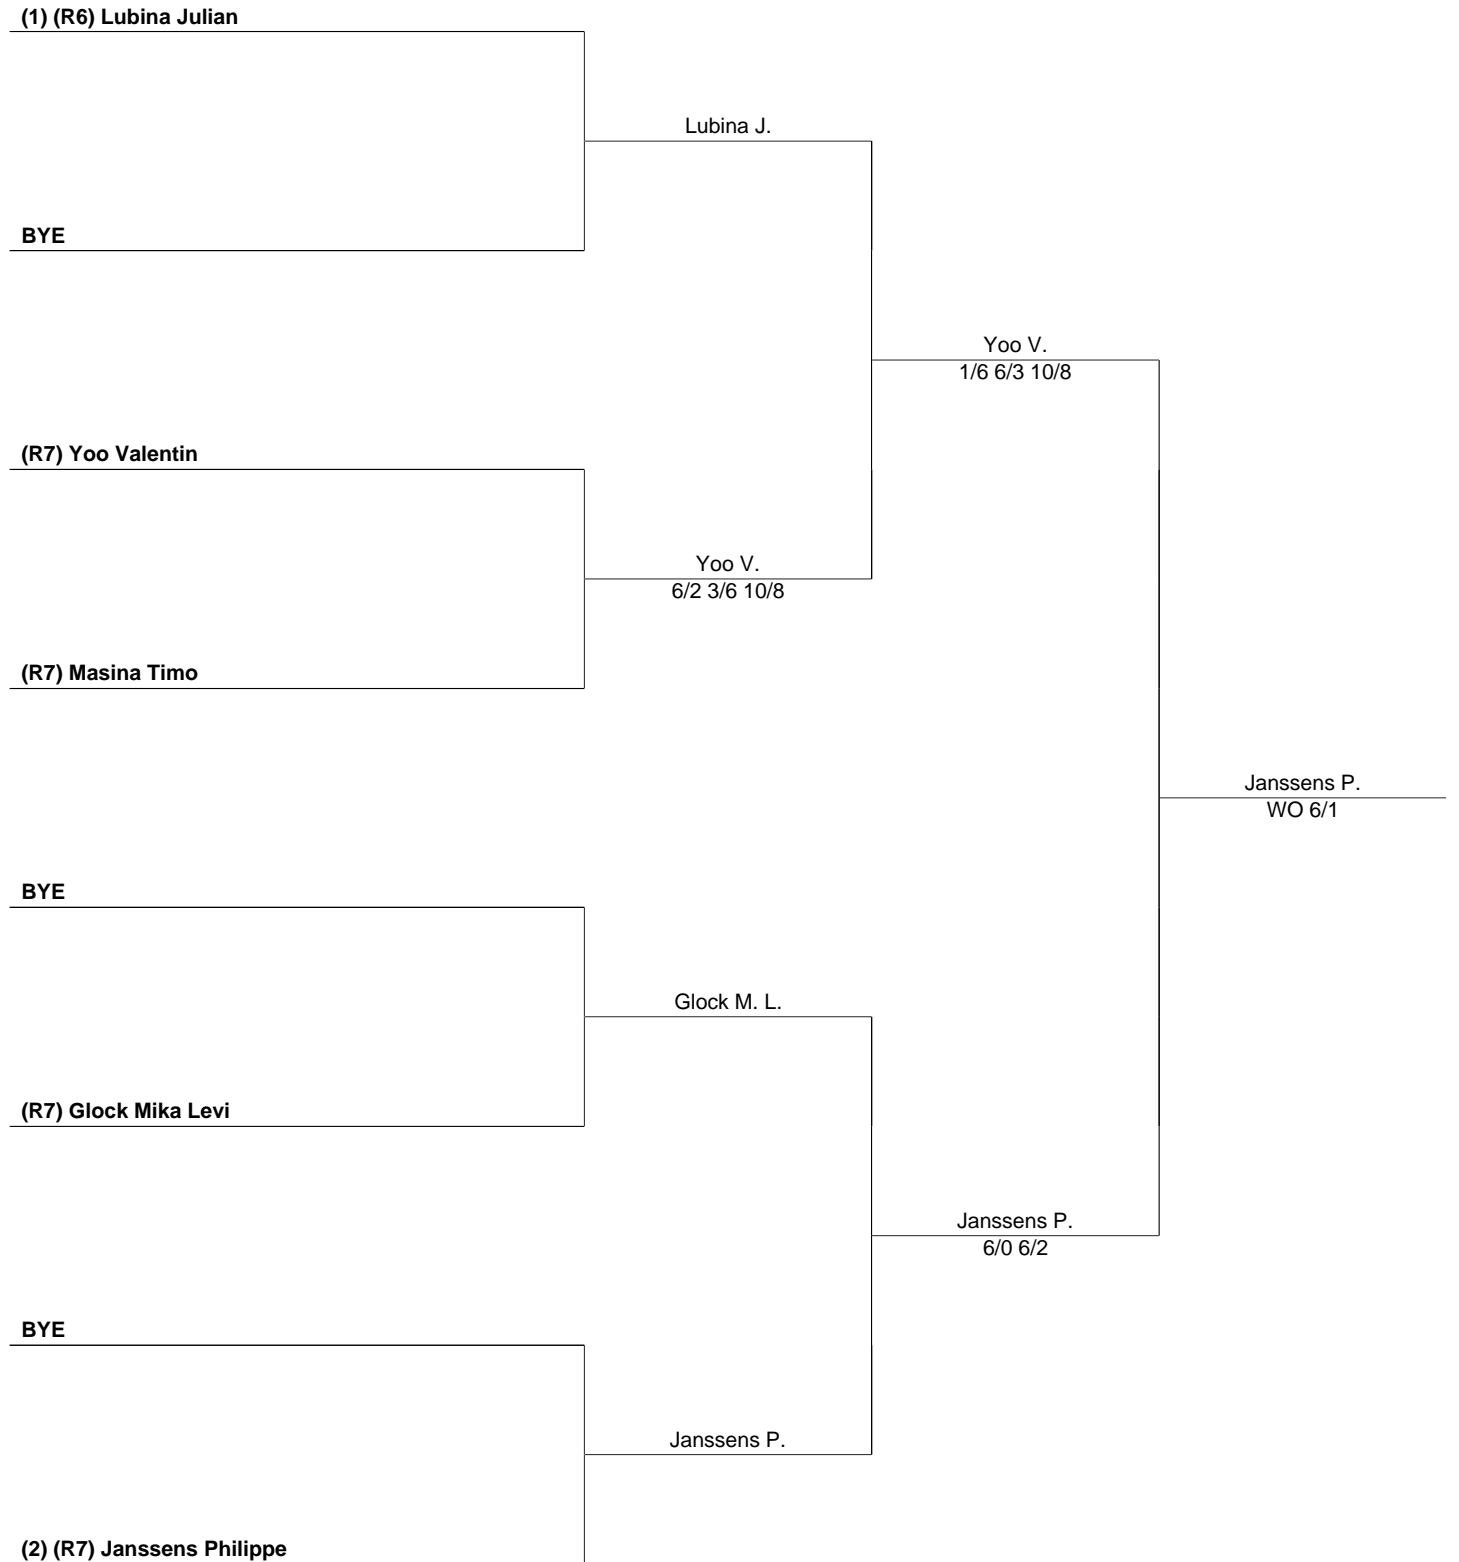 (1) (R6) Lubina Julian
Lubina J.
BYE
Yoo V.
1/6 6/3 10/8
(R7) Yoo Valentin
Yoo V.
6/2 3/6 10/8
(R7) Masina Timo
Janssens P.
WO 6/1
BYE
Glock M. L.
(R7) Glock Mika Levi
Janssens P.
6/0 6/2
BYE
Janssens P.
(2) (R7) Janssens Philippe